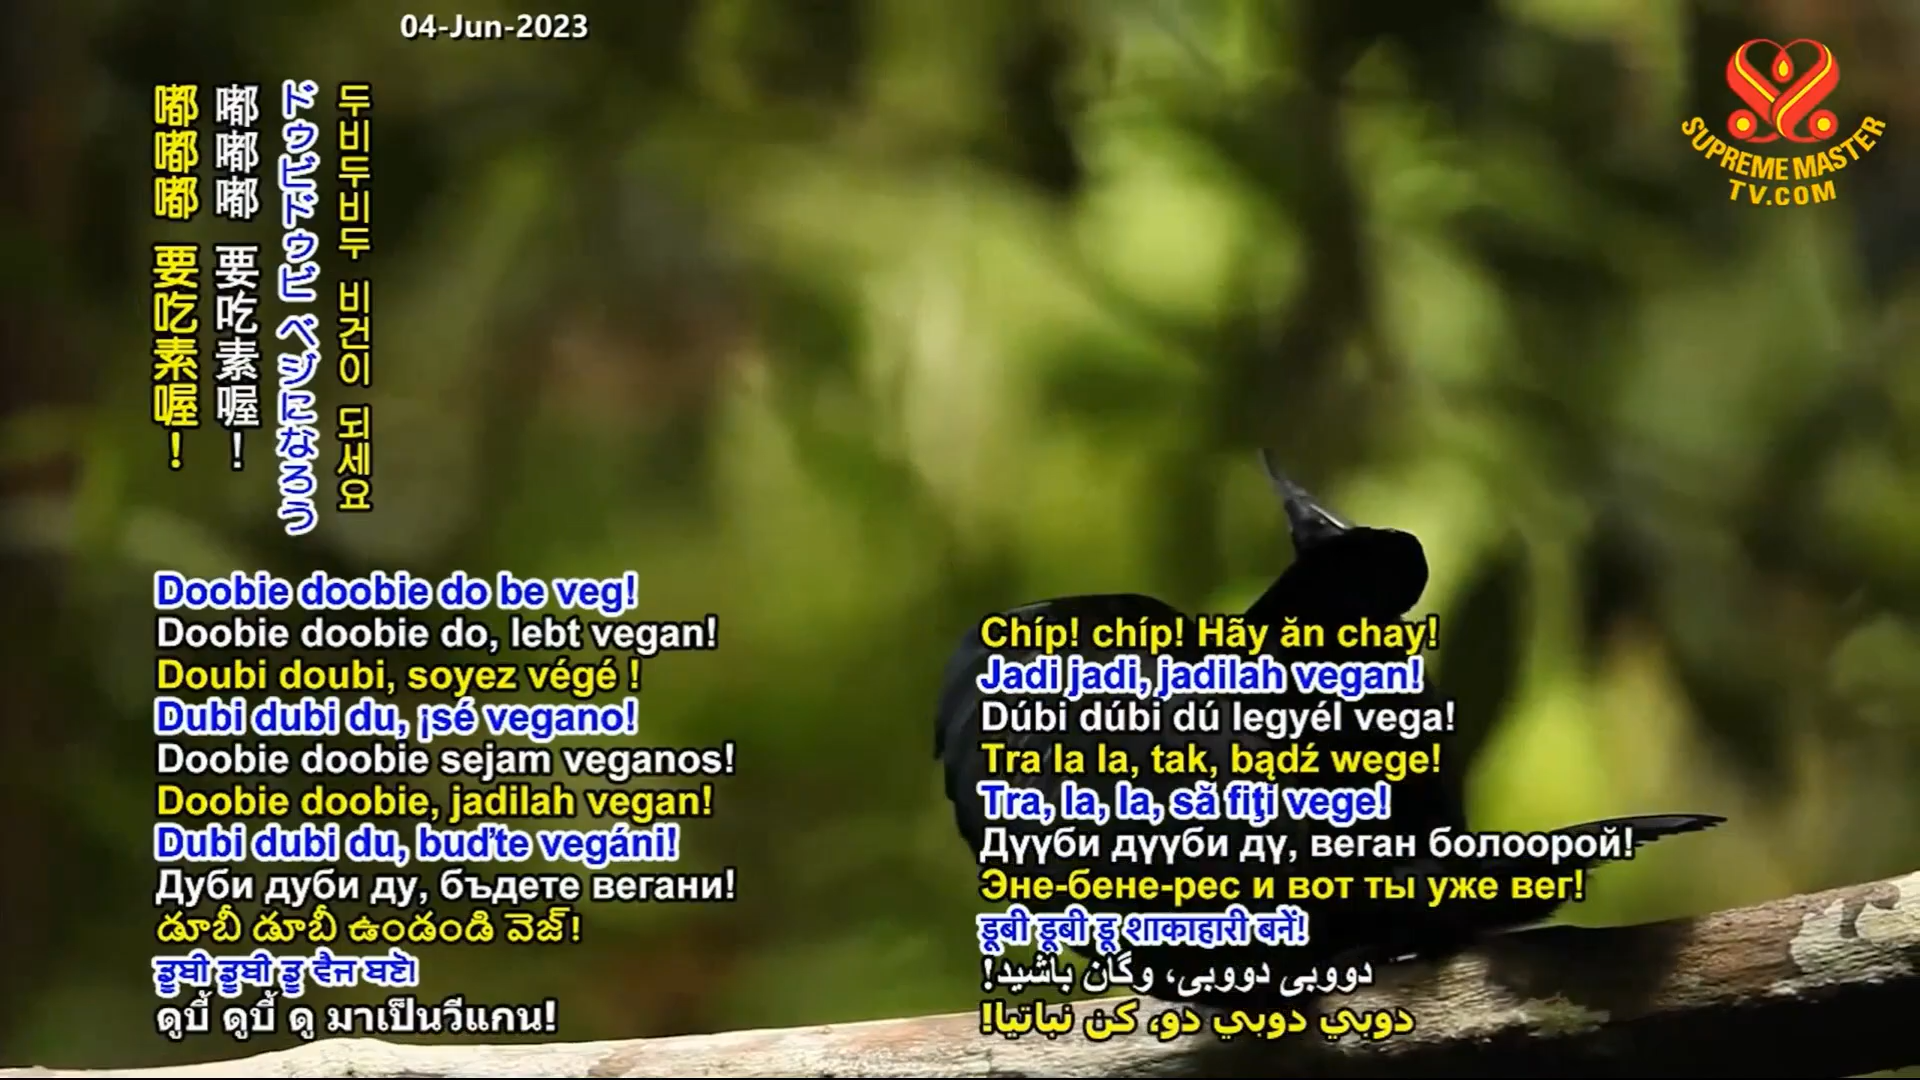 04-Jun-2023
SUPREME MASTER
TV.COM
嘟嘟嘟 要吃素喔！
嘟嘟嘟 要吃素喔！
ドゥビドゥビ ベジになろう
두비두비두 비건이 되세요
Doobie doobie do be veg!
Doobie doobie do, lebt vegan!
Doubi doubi, soyez végé !
Dubi dubi du, ¡sé vegano!
Doobie doobie sejam veganos!
Doobie doobie, jadilah vegan!
Dubi dubi du, buďte vegáni!
Дуби дуби ду, бъдете вегани!
డూబీ డూబీ ఉండండి వెజ్!
ਡੂਬੀ ਡੂਬੀ ਡੂ ਵੈਜ ਬਣੋ!
ดูบี้ ดูบี้ ดู มาเป็นวีแกน!
Chíp! chíp! Hãy ăn chay!
Jadi jadi, jadilah vegan!
Dúbi dúbi dú legyél vega!
Tra la la, tak, bądź wege!
Tra, la, la, să fiţi vege!
Дүүби дүүби дү, веган болоорой!
Эне-бене-рес и вот ты уже вег!
डूबी डूबी डू शाकाहारी बनें!
دووبی دووبی، وگان باشید!
دوبي دوبي دو، كن نباتيا!